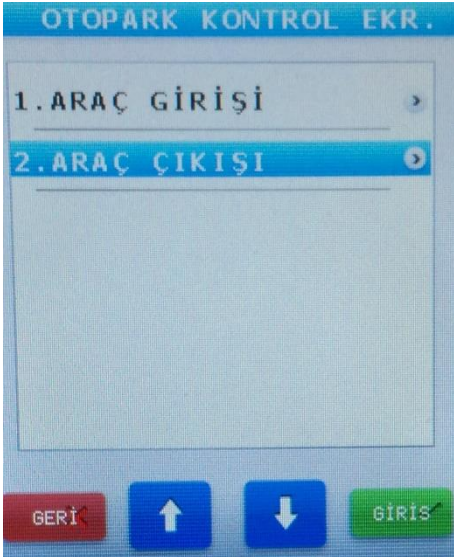 OTOPARK KONTROL EKR.
1.ARAÇ GİRİŞİ
2.ARAÇ ÇIKIŞI
GERİ
GİRİS